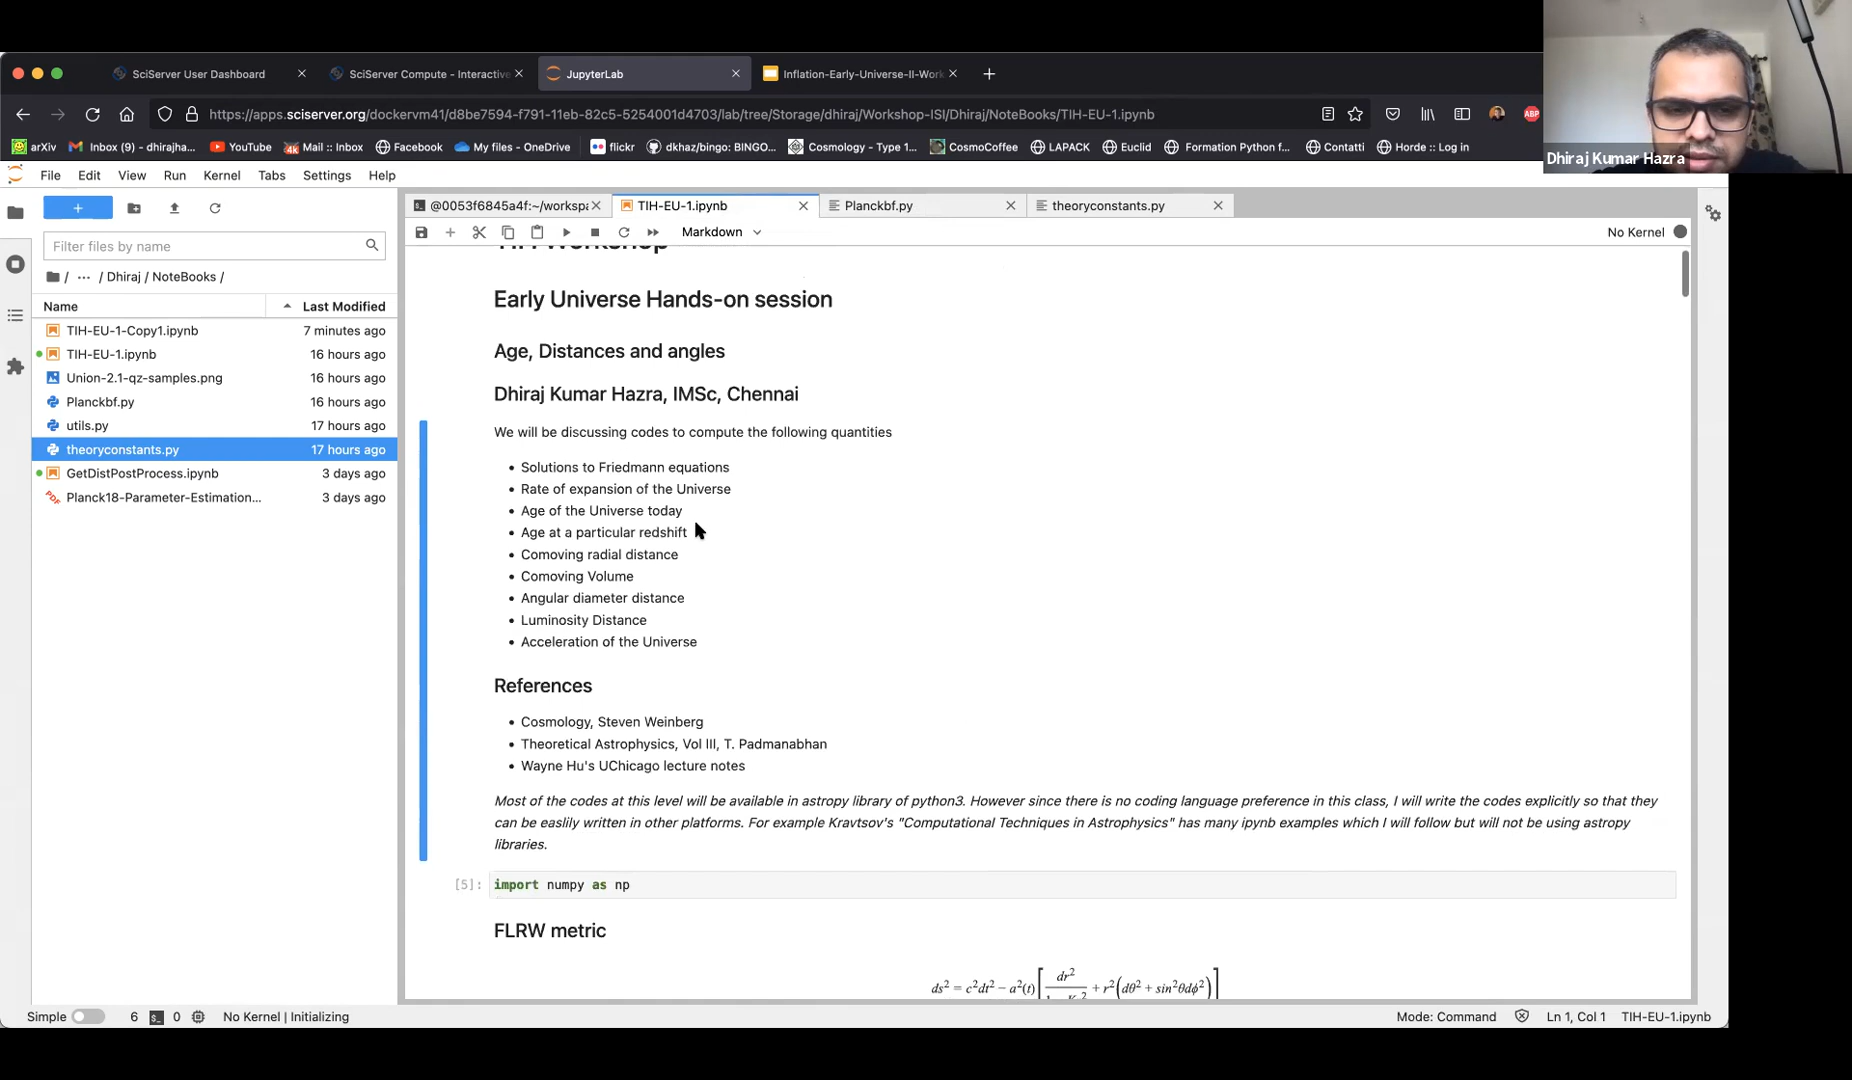 SciServer User Dashboard
SciServer Compute - Interactive
JupyterLab
Inflation-Early-Universe-II-Work
https://apps.sciserver.org/dockervm41/d8be7594-f791-11eb-82c5-5254001d4703/lab/tree/Storage/dhiraj/Workshop-ISI/Dhiraj/NoteBooks/TIH-EU-1.ipynb
ABP
Dhiraj Kumar Hazra
arXiv
Inbox (9) - dhirajha...
YouTube
4k Mail :: Inbox
Facebook
My files - OneDrive
flickr
dkhaz/bingo: BINGO...
Cosmology - Type 1...
CosmoCoffee
LAPACK
Euclid
Formation Python f...
Contatti
Horde :: Log in
File Edit View Run Kernel Tabs Settings Help
@0053f6845a4f:~/workspa
TIH-EU-1.ipynb
Planckbf.py
theoryconstants.py
Markdown
No Kernel
Filter files by name
/ ... / Dhiraj / NoteBooks /
Name Last Modified
TIH-EU-1-Copy1.ipynb 7 minutes ago
TIH-EU-1.ipynb 16 hours ago
Union-2.1-qz-samples.png 16 hours ago
Planckbf.py 16 hours ago
utils.py 17 hours ago
theoryconstants.py 17 hours ago
GetDistPostProcess.ipynb 3 days ago
Planck18-Parameter-Estimation... 3 days ago
Workshop
Early Universe Hands-on session
Age, Distances and angles
Dhiraj Kumar Hazra, IMSc, Chennai
We will be discussing codes to compute the following quantities
• Solutions to Friedmann equations
• Rate of expansion of the Universe
• Age of the Universe today
• Age at a particular redshift
• Comoving radial distance
• Comoving Volume
• Angular diameter distance
• Luminosity Distance
• Acceleration of the Universe
References
• Cosmology, Steven Weinberg
• Theoretical Astrophysics, Vol III, T. Padmanabhan
• Wayne Hu's UChicago lecture notes
Most of the codes at this level will be available in astropy library of python3. However since there is no coding language preference in this class, I will write the codes explicitly so that they
can be easlily written in other platforms. For example Kravtsov's "Computational Techniques in Astrophysics" has many ipynb examples which I will follow but will not be using astropy
libraries.
[5]: import numpy as np
FLRW metric
ds² = c²dt² − a²(t)[dr² + r²(dθ² + sin²θdϕ²)]
Simple 6 0 No Kernel | Initializing
Mode: Command Ln 1, Col 1 TIH-EU-1.ipynb